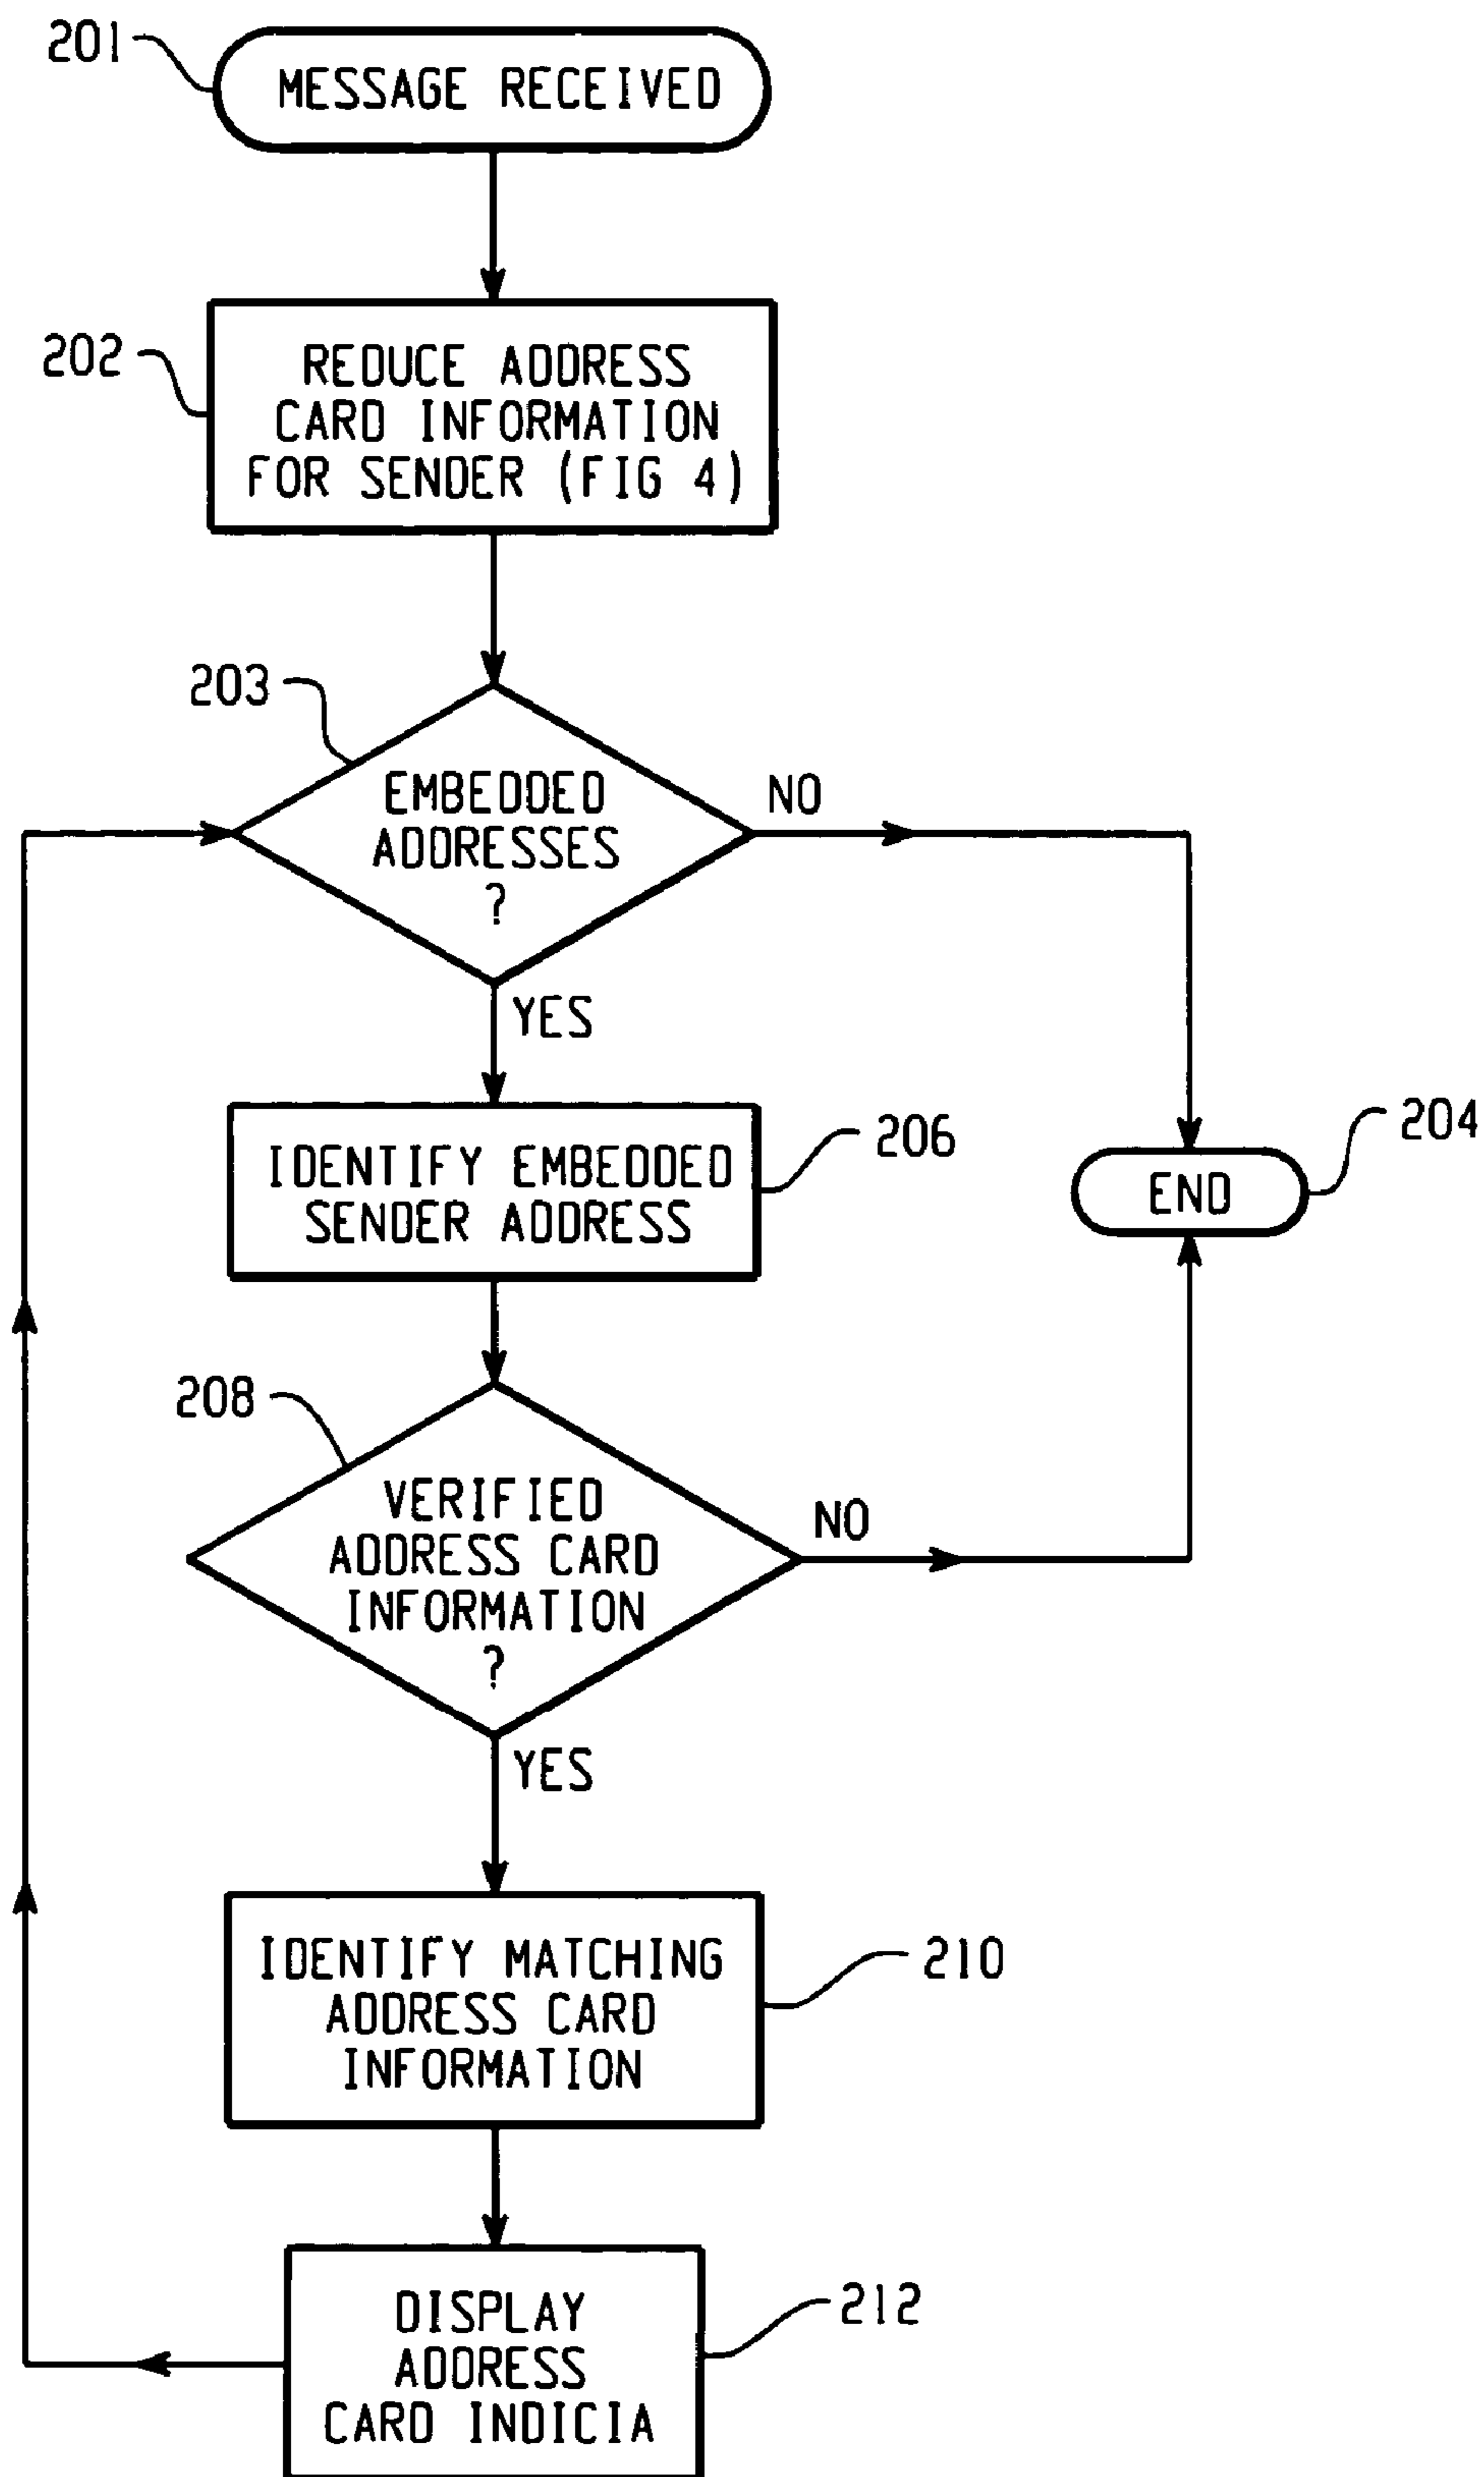 201
MESSAGE RECEIVED
202
REDUCE ADDRESS
CARD INFORMATION
FOR SENDER (FIG 4)
203
EMBEDDED
ADDRESSES
?
NO
YES
IDENTIFY EMBEDDED
SENDER ADDRESS
206
END
204
208
VERIFIED
ADDRESS CARD
INFORMATION
?
NO
YES
IDENTIFY MATCHING
ADDRESS CARD
INFORMATION
210
DISPLAY
ADDRESS
CARD INDICIA
212